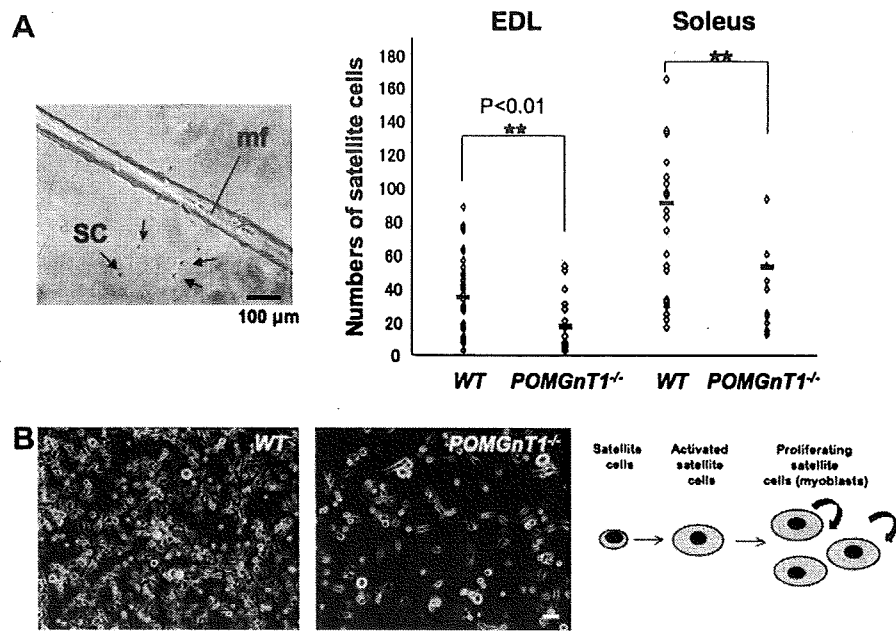 A
EDL
Soleus
Numbers of satellite cells
180
160
140
120
100
80
60
40
20
0
P<0.01
**
**
mf
SC
100 µm
WT
POMGnT1-/-
WT
POMGnT1-/-
B
WT
POMGnT1-/-
Satellite
cells
Activated
satellite
cells
Proliferating
satellite
cells (myoblasts)